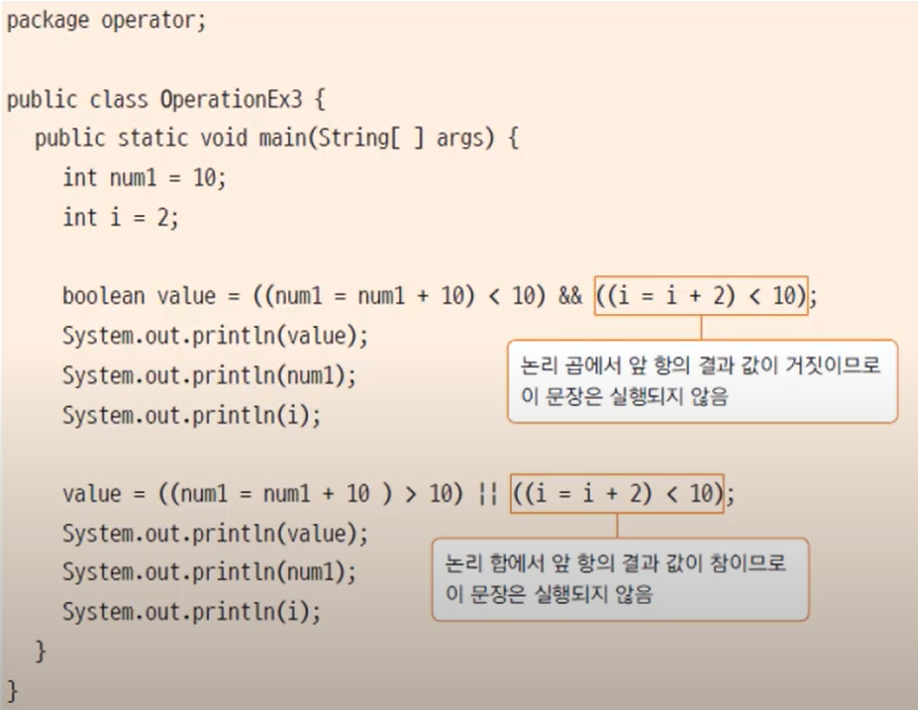 package operator;
public class OperationEx3 {
public static void main(String[ ] args) {
int num1 = 10;
int i = 2;
boolean value = ((num1 = num1 + 10) < 10) && ((i = i + 2) < 10);
System.out.println(value);
System.out.println(num1);
System.out.println(i);
논리 곱에서 앞 항의 결과 값이 거짓이므로
이 문장은 실행되지 않음
value = ((num1 = num1 + 10 ) > 10) || ((i = i + 2) < 10);
System.out.println(value);
System.out.println(num1);
System.out.println(i);
논리 합에서 앞 항의 결과 값이 참이므로
이 문장은 실행되지 않음
}
}